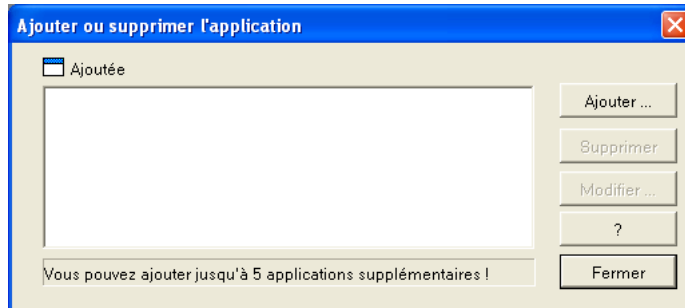 Ajouter ou supprimer l'application
Ajoutée
Ajouter ...
Supprimer
Modifier ...
?
Vous pouvez ajouter jusqu'à 5 applications supplémentaires !
Fermer